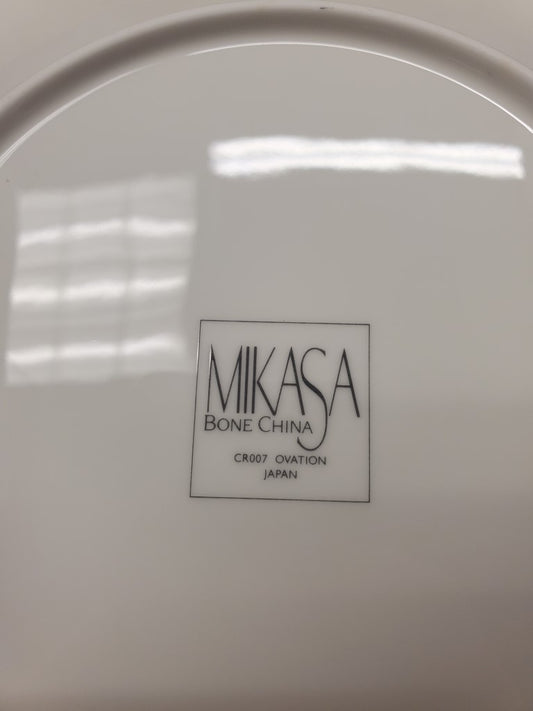 MIKASA
BONE CHINA
CR007 OVATION
JAPAN